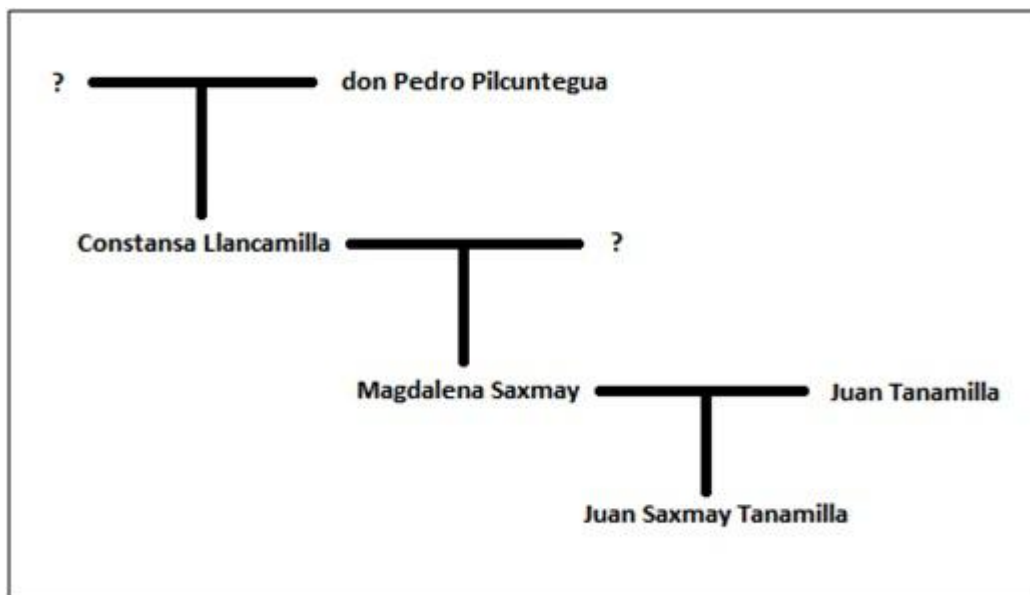 ? don Pedro Pilcuntegua
Constansa Llancamilla ?
Magdalena Saxmay Juan Tanamilla
Juan Saxmay Tanamilla